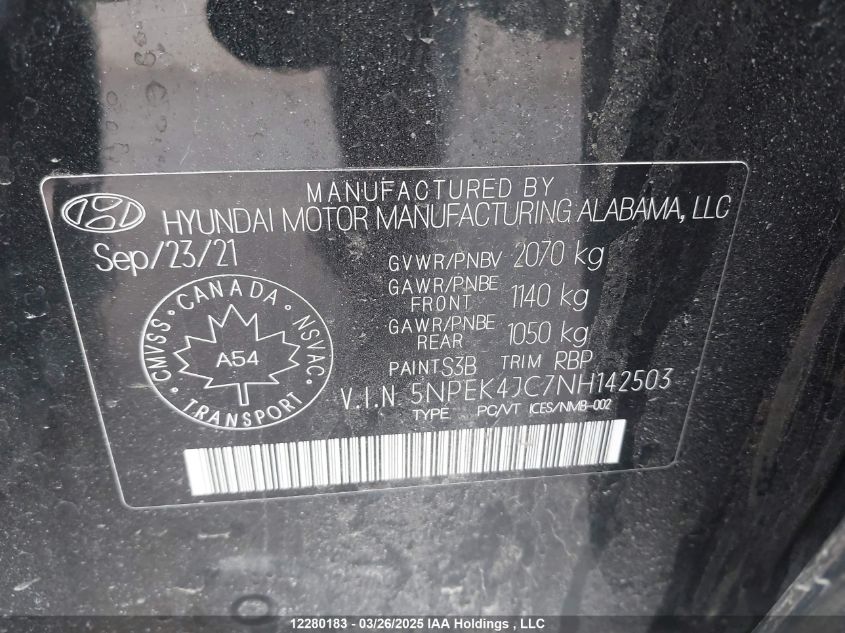 MANUFACTURED BY
HYUNDAI MOTOR MANUFACTURING ALABAMA, LLC
Sep/23/21
GVWR/PNBV 2070 kg
GAWR/PNBE FRONT 1140 kg
GAWR/PNBE REAR 1050 kg
PAINT S3B TRIM RBP
V.I.N 5NPEK4JC7NH142503
TYPE PC/VT ICES/NMB-002
CANADA
CMVSS · NSVAC
A54
TRANSPORT
12280183 - 03/26/2025 IAA Holdings , LLC